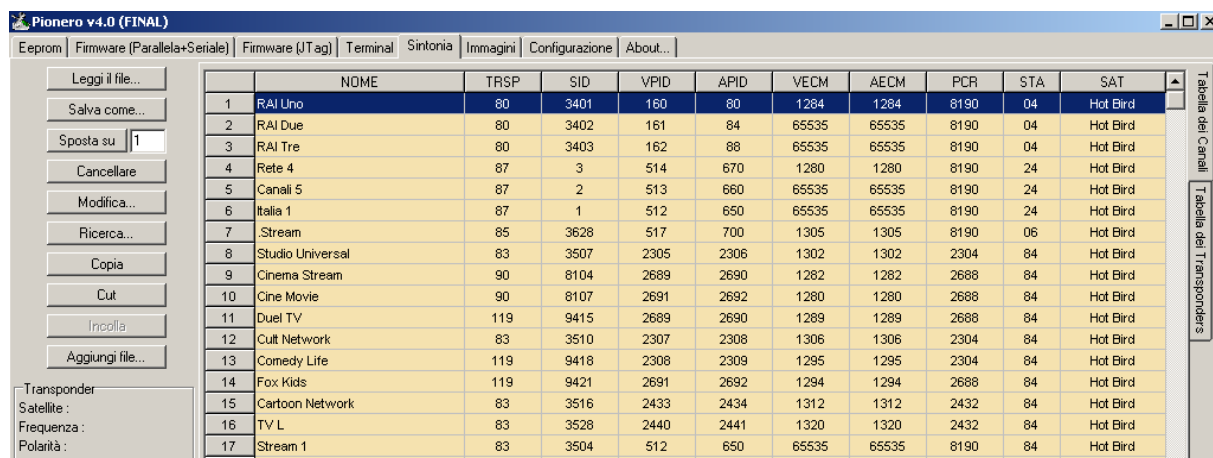 Pionero v4.0 (FINAL)
Eeprom Firmware (Parallela+Seriale) Firmware (JTag) Terminal Sintonia Immagini Configurazione About...
Leggi il file...
Salva come...
Sposta su 1
Cancellare
Modifica...
Ricerca...
Copia
Cut
Incolla
Aggiungi file...
Transponder
Satellite :
Frequenza :
Polarità :
NOME TRSP SID VPID APID VECM AECM PCR STA SAT
1 RAI Uno 80 3401 160 80 1284 1284 8190 04 Hot Bird
2 RAI Due 80 3402 161 84 65535 65535 8190 04 Hot Bird
3 RAI Tre 80 3403 162 88 65535 65535 8190 04 Hot Bird
4 Rete 4 87 3 514 670 1280 1280 8190 24 Hot Bird
5 Canali 5 87 2 513 660 65535 65535 8190 24 Hot Bird
6 Italia 1 87 1 512 650 65535 65535 8190 24 Hot Bird
7 .Stream 85 3628 517 700 1305 1305 8190 06 Hot Bird
8 Studio Universal 83 3507 2305 2306 1302 1302 2304 84 Hot Bird
9 Cinema Stream 90 8104 2689 2690 1282 1282 2688 84 Hot Bird
10 Cine Movie 90 8107 2691 2692 1280 1280 2688 84 Hot Bird
11 Duel TV 119 9415 2689 2690 1289 1289 2688 84 Hot Bird
12 Cult Network 83 3510 2307 2308 1306 1306 2304 84 Hot Bird
13 Comedy Life 119 9418 2308 2309 1295 1295 2304 84 Hot Bird
14 Fox Kids 119 9421 2691 2692 1294 1294 2688 84 Hot Bird
15 Cartoon Network 83 3516 2433 2434 1312 1312 2432 84 Hot Bird
16 TV L 83 3528 2440 2441 1320 1320 2432 84 Hot Bird
17 Stream 1 83 3504 512 650 65535 65535 8190 84 Hot Bird
Tabella dei Canali
Tabella dei Transponders